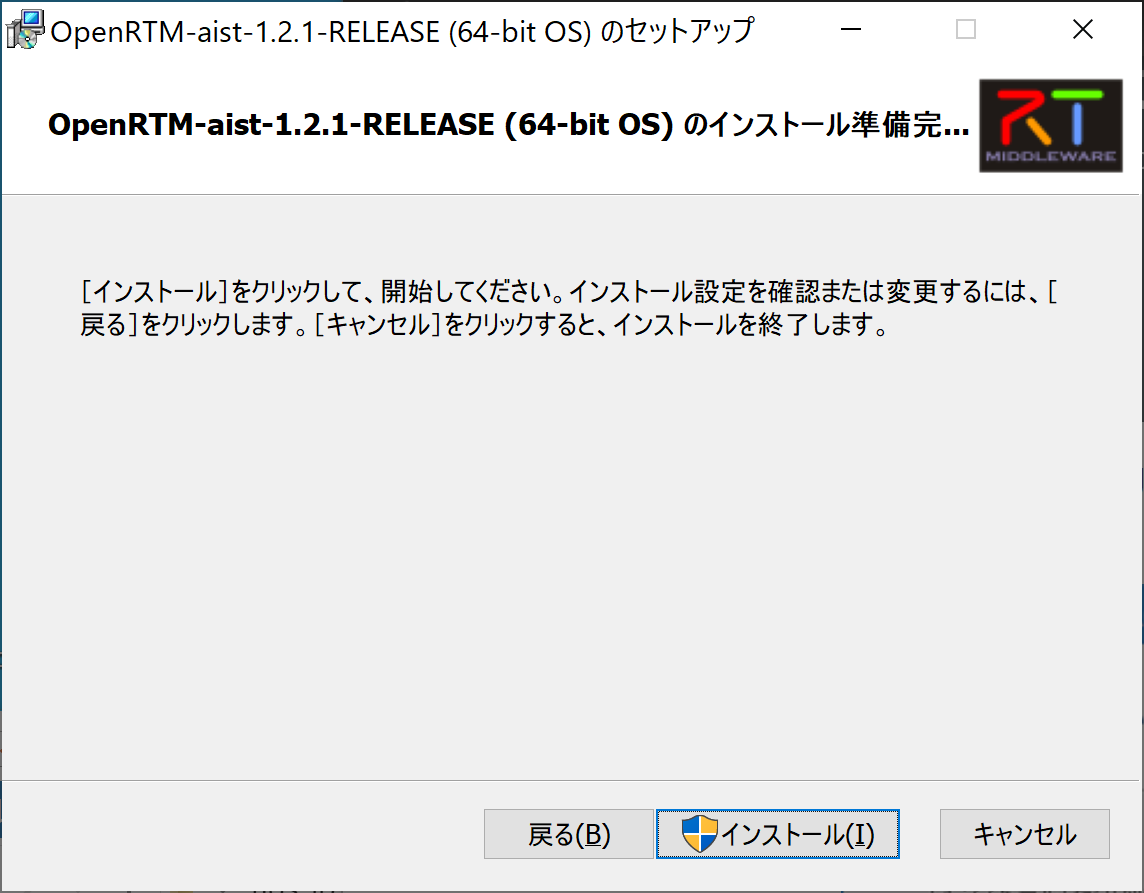 OpenRTM-aist-1.2.1-RELEASE (64-bit OS) のセットアップ
OpenRTM-aist-1.2.1-RELEASE (64-bit OS) のインストール準備完...
RT
MIDDLEWARE
[インストール]をクリックして、開始してください。インストール設定を確認または変更するには、[
戻る]をクリックします。[キャンセル]をクリックすると、インストールを終了します。
戻る(B)
インストール(I)
キャンセル